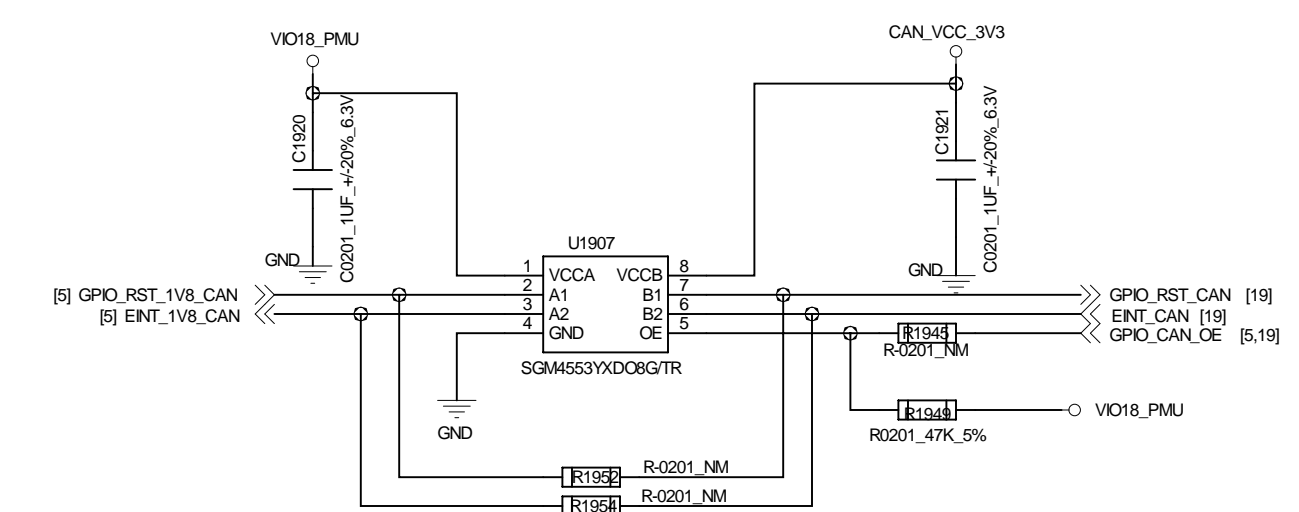 VIO18_PMU
CAN_VCC_3V3
C1920
C0201_1UF_+/-20%_6.3V
C1921
C0201_1UF_+/-20%_6.3V
GND
GND
U1907
1 VCCA VCCB 8
[5] GPIO_RST_1V8_CAN 2 A1 B1 7 GPIO_RST_CAN [19]
[5] EINT_1V8_CAN 3 A2 B2 6 EINT_CAN [19]
4 GND OE 5 R1945 GPIO_CAN_OE [5,19]
R-0201_NM
SGM4553YXDO8G/TR
GND
R1949 VIO18_PMU
R0201_47K_5%
R1952 R-0201_NM
R1954 R-0201_NM